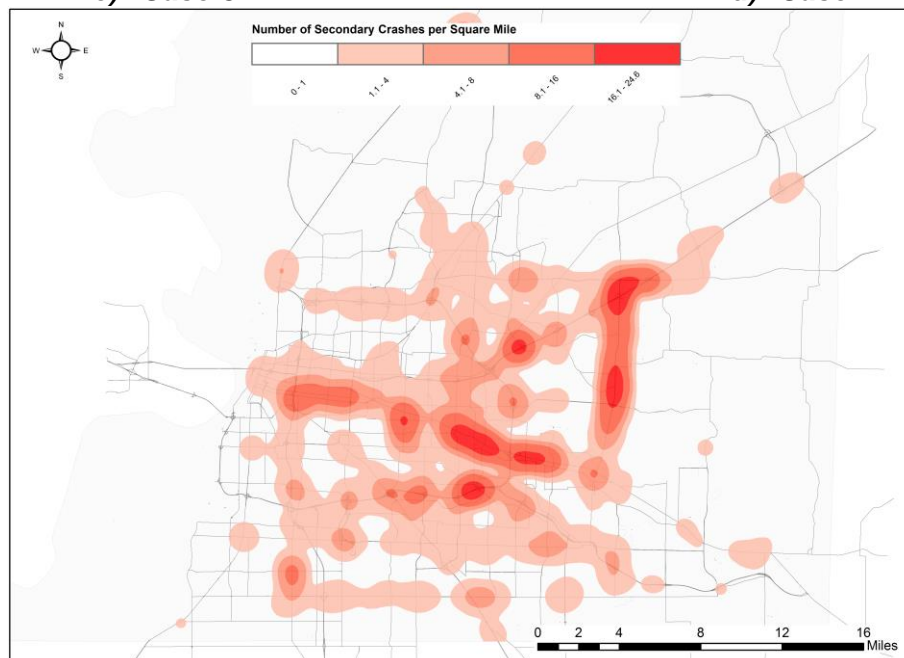 N
W E
S
Number of Secondary Crashes per Square Mile
0 - 1
1.1 - 4
4.1 - 8
8.1 - 16
16.1 - 24.6
0 2 4 8 12 16
Miles